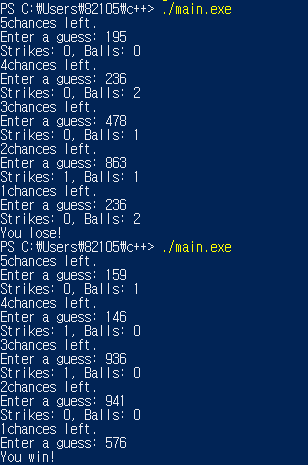 PS C:₩Users₩82105₩c++> ./main.exe
5chances left.
Enter a guess: 195
Strikes: 0, Balls: 0
4chances left.
Enter a guess: 236
Strikes: 0, Balls: 2
3chances left.
Enter a guess: 478
Strikes: 0, Balls: 1
2chances left.
Enter a guess: 863
Strikes: 1, Balls: 1
1chances left.
Enter a guess: 236
Strikes: 0, Balls: 2
You lose!
PS C:₩Users₩82105₩c++> ./main.exe
5chances left.
Enter a guess: 159
Strikes: 0, Balls: 1
4chances left.
Enter a guess: 146
Strikes: 1, Balls: 0
3chances left.
Enter a guess: 936
Strikes: 1, Balls: 0
2chances left.
Enter a guess: 941
Strikes: 0, Balls: 0
1chances left.
Enter a guess: 576
You win!